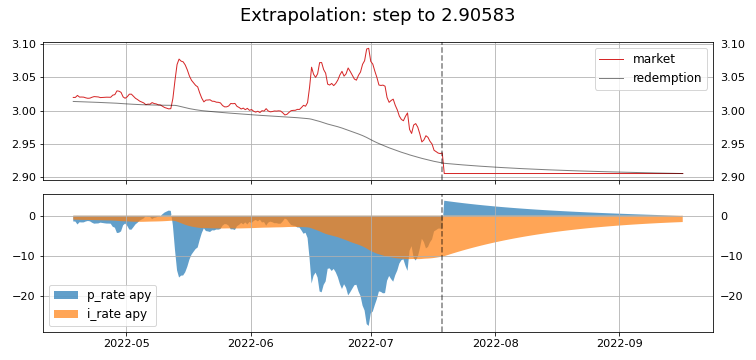 Extrapolation: step to 2.90583
3.10 3.10
market
redemption
3.05 3.05
3.00 3.00
2.95 2.95
2.90 2.90
0 0
−10 −10
−20 −20
p_rate apy
i_rate apy
2022-05 2022-06 2022-07 2022-08 2022-09